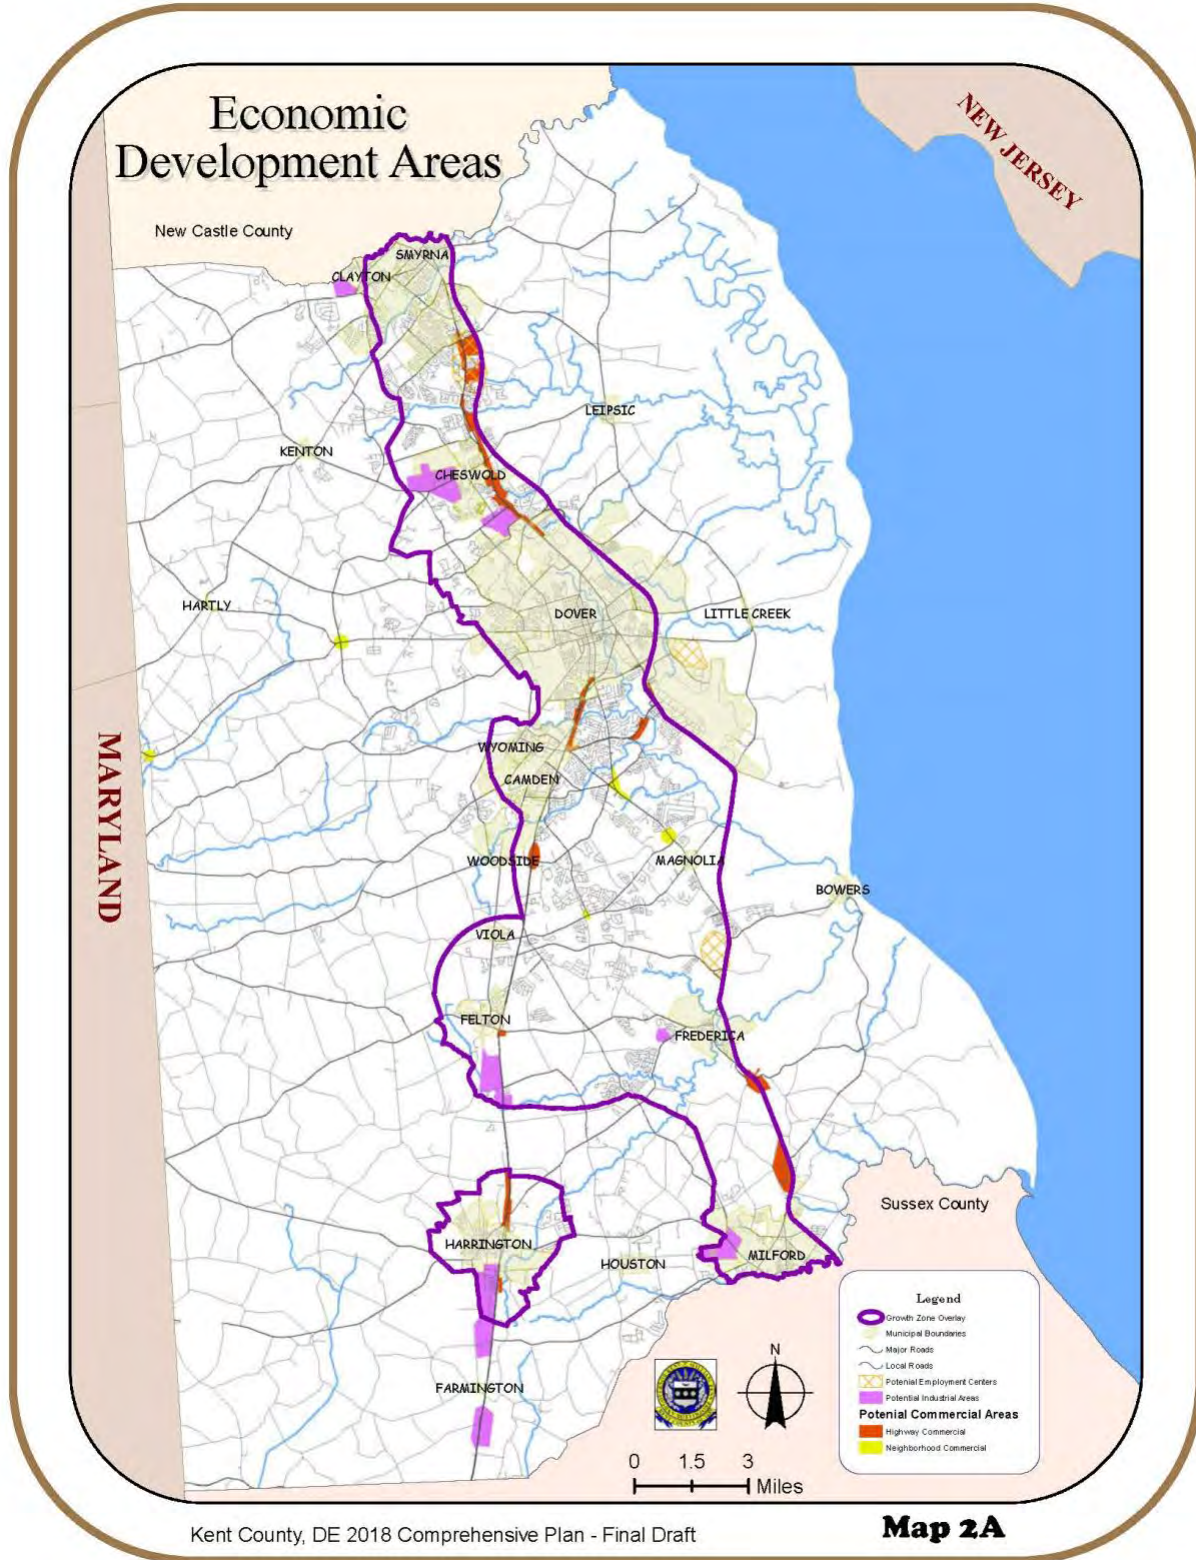 Economic
Development Areas
NEW JERSEY
New Castle County
SMYRNA
CLAYTON
LEIPSIC
KENTON
CHESWOLD
HARTLY
DOVER
LITTLE CREEK
MARYLAND
WYOMING
CAMDEN
WOODSIDE
MAGNOLIA
BOWERS
VIOLA
FELTON
FREDERICA
Sussex County
HARRINGTON
MILFORD
HOUSTON
FARMINGTON
Legend
Growth Zone Overlay
Municipal Boundaries
Major Roads
Local Roads
Potenial Employment Centers
Potential Industrial Areas
Potenial Commercial Areas
Highway Commercial
Neighborhood Commercial
N
0 1.5 3
Miles
Kent County, DE 2018 Comprehensive Plan - Final Draft
Map 2A